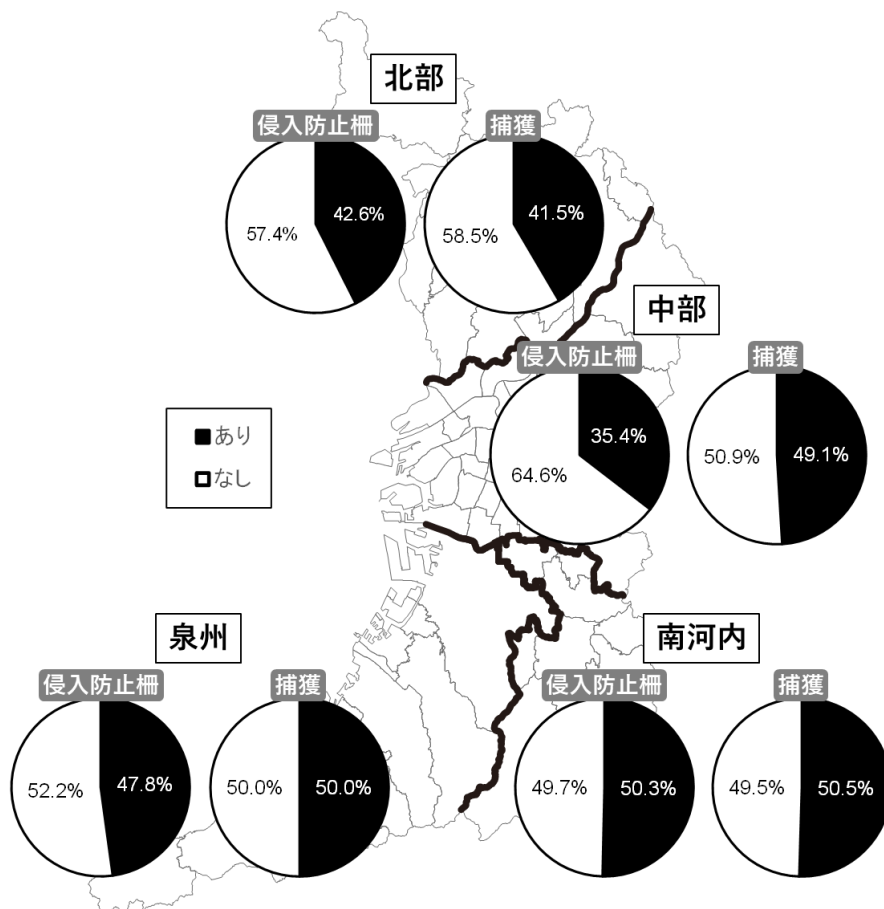 北部
侵入防止柵
捕獲
57.4%
42.6%
58.5%
41.5%
中部
侵入防止柵
捕獲
64.6%
35.4%
50.9%
49.1%
あり
なし
泉州
侵入防止柵
捕獲
52.2%
47.8%
50.0%
50.0%
南河内
侵入防止柵
捕獲
49.7%
50.3%
49.5%
50.5%